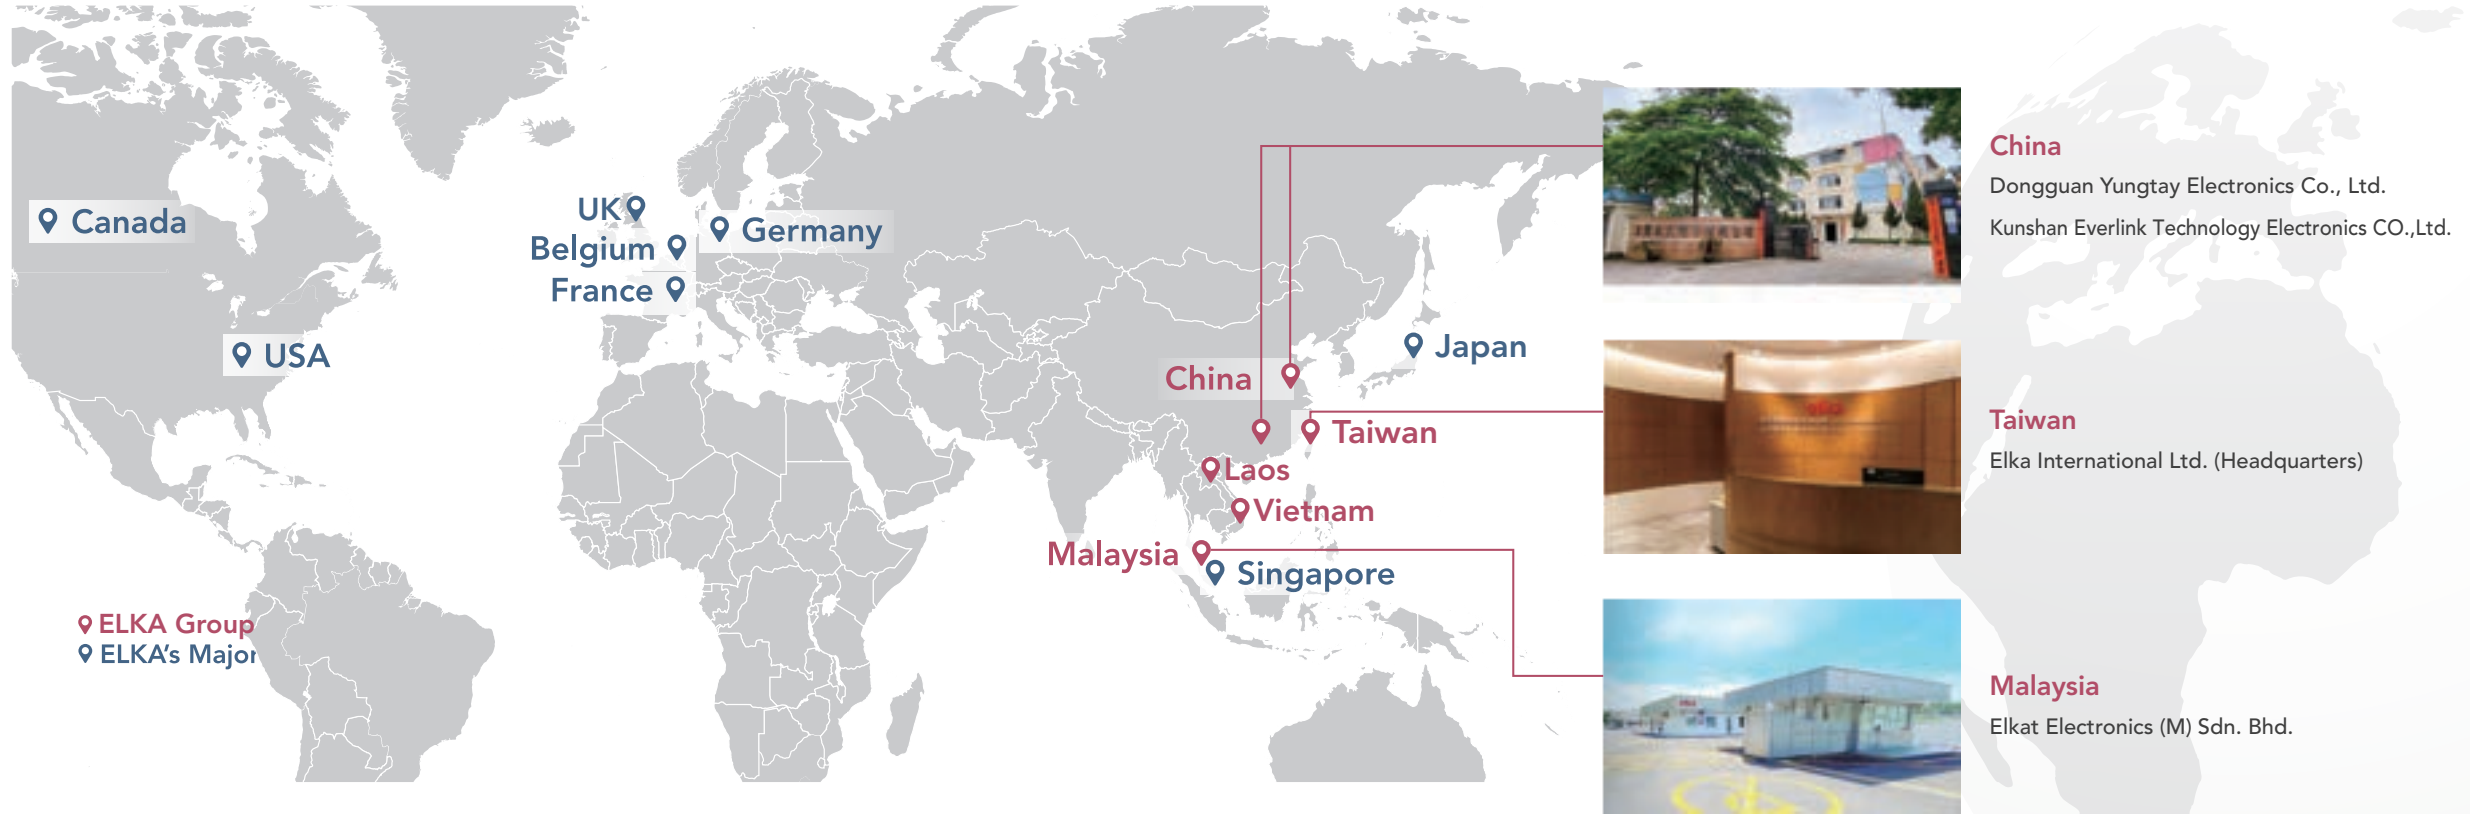 Canada
USA
UK
Belgium
France
Germany
Japan
China
Taiwan
Laos
Vietnam
Malaysia
Singapore
ELKA Group
ELKA’s Major
China
Dongguan Yungtay Electronics Co., Ltd.
Kunshan Everlink Technology Electronics CO.,Ltd.
Taiwan
Elka International Ltd. (Headquarters)
Malaysia
Elkat Electronics (M) Sdn. Bhd.